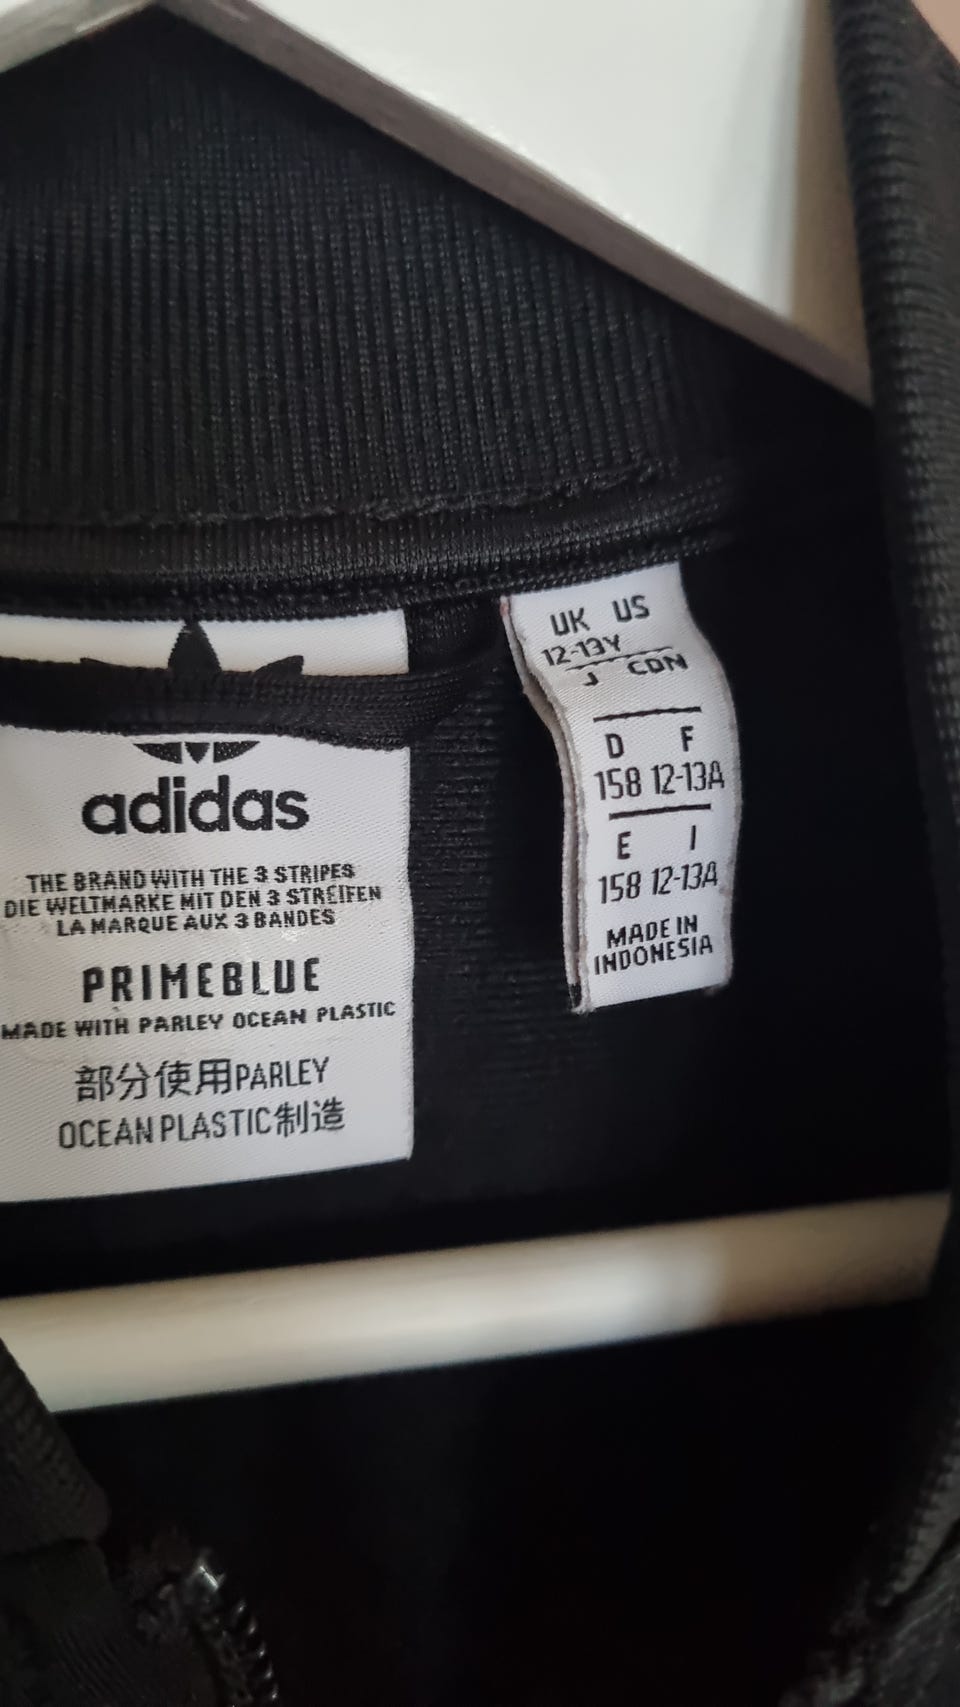 adidas
THE BRAND WITH THE 3 STRIPES
DIE WELTMARKE MIT DEN 3 STREIFEN
LA MARQUE AUX 3 BANDES
PRIMEBLUE
MADE WITH PARLEY OCEAN PLASTIC
部分使用PARLEY
OCEAN PLASTIC制造
UK US
12-13Y
J CDN
D F
158 12-13A
E I
158 12-13A
MADE IN
INDONESIA